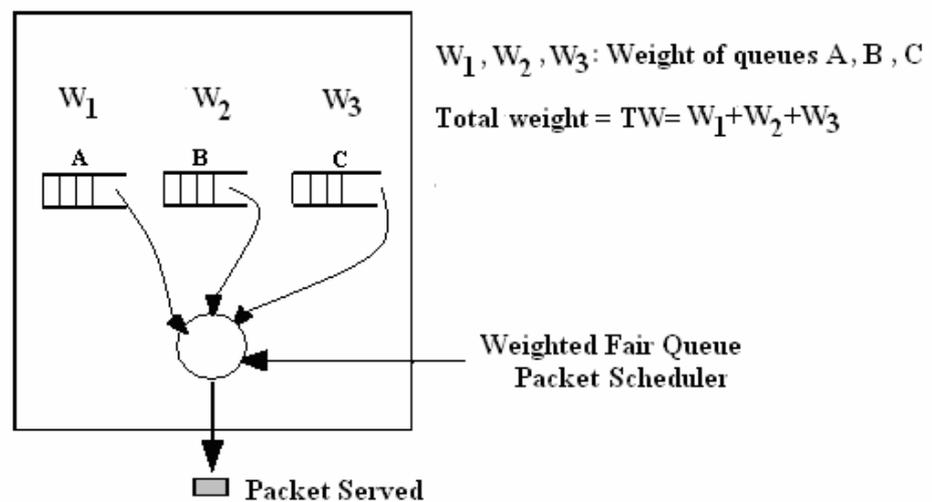 W1, W2, W3: Weight of queues A, B, C
Total weight = TW= W1+W2+W3
W1 W2 W3
A B C
Weighted Fair Queue
Packet Scheduler
Packet Served